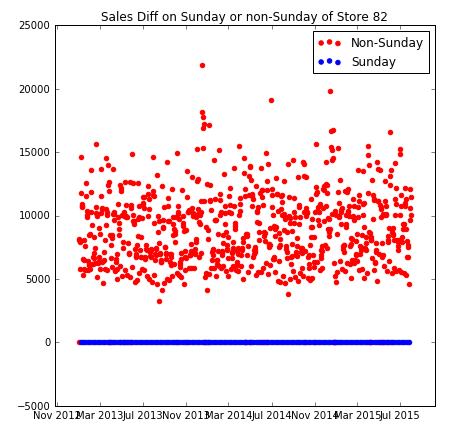 Sales Diff on Sunday or non-Sunday of Store 82
25000
Non-Sunday
Sunday
20000
15000
10000
5000
0
−5000
Nov 2012 Mar 2013 Jul 2013 Nov 2013 Mar 2014 Jul 2014 Nov 2014 Mar 2015 Jul 2015